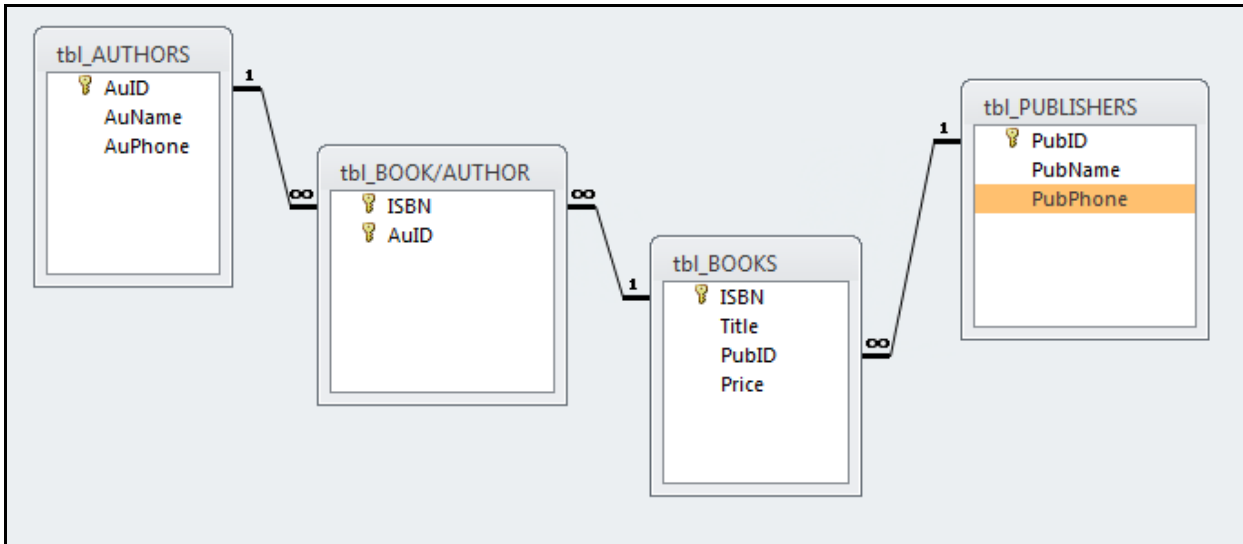 tbl_AUTHORS
AuID
AuName
AuPhone
1
∞
tbl_BOOK/AUTHOR
ISBN
AuID
∞
1
tbl_BOOKS
ISBN
Title
PubID
Price
∞
1
tbl_PUBLISHERS
PubID
PubName
PubPhone